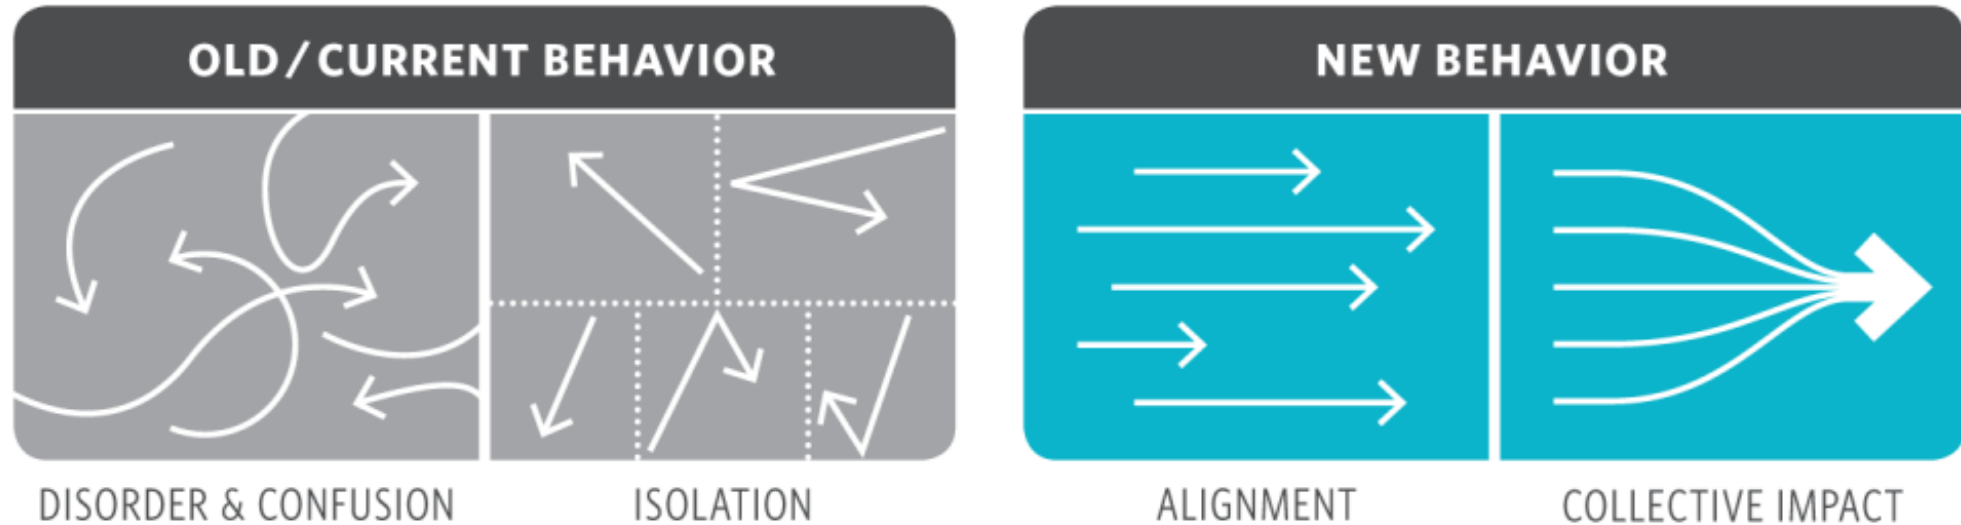 OLD / CURRENT BEHAVIOR
NEW BEHAVIOR
DISORDER & CONFUSION
ISOLATION
ALIGNMENT
COLLECTIVE IMPACT